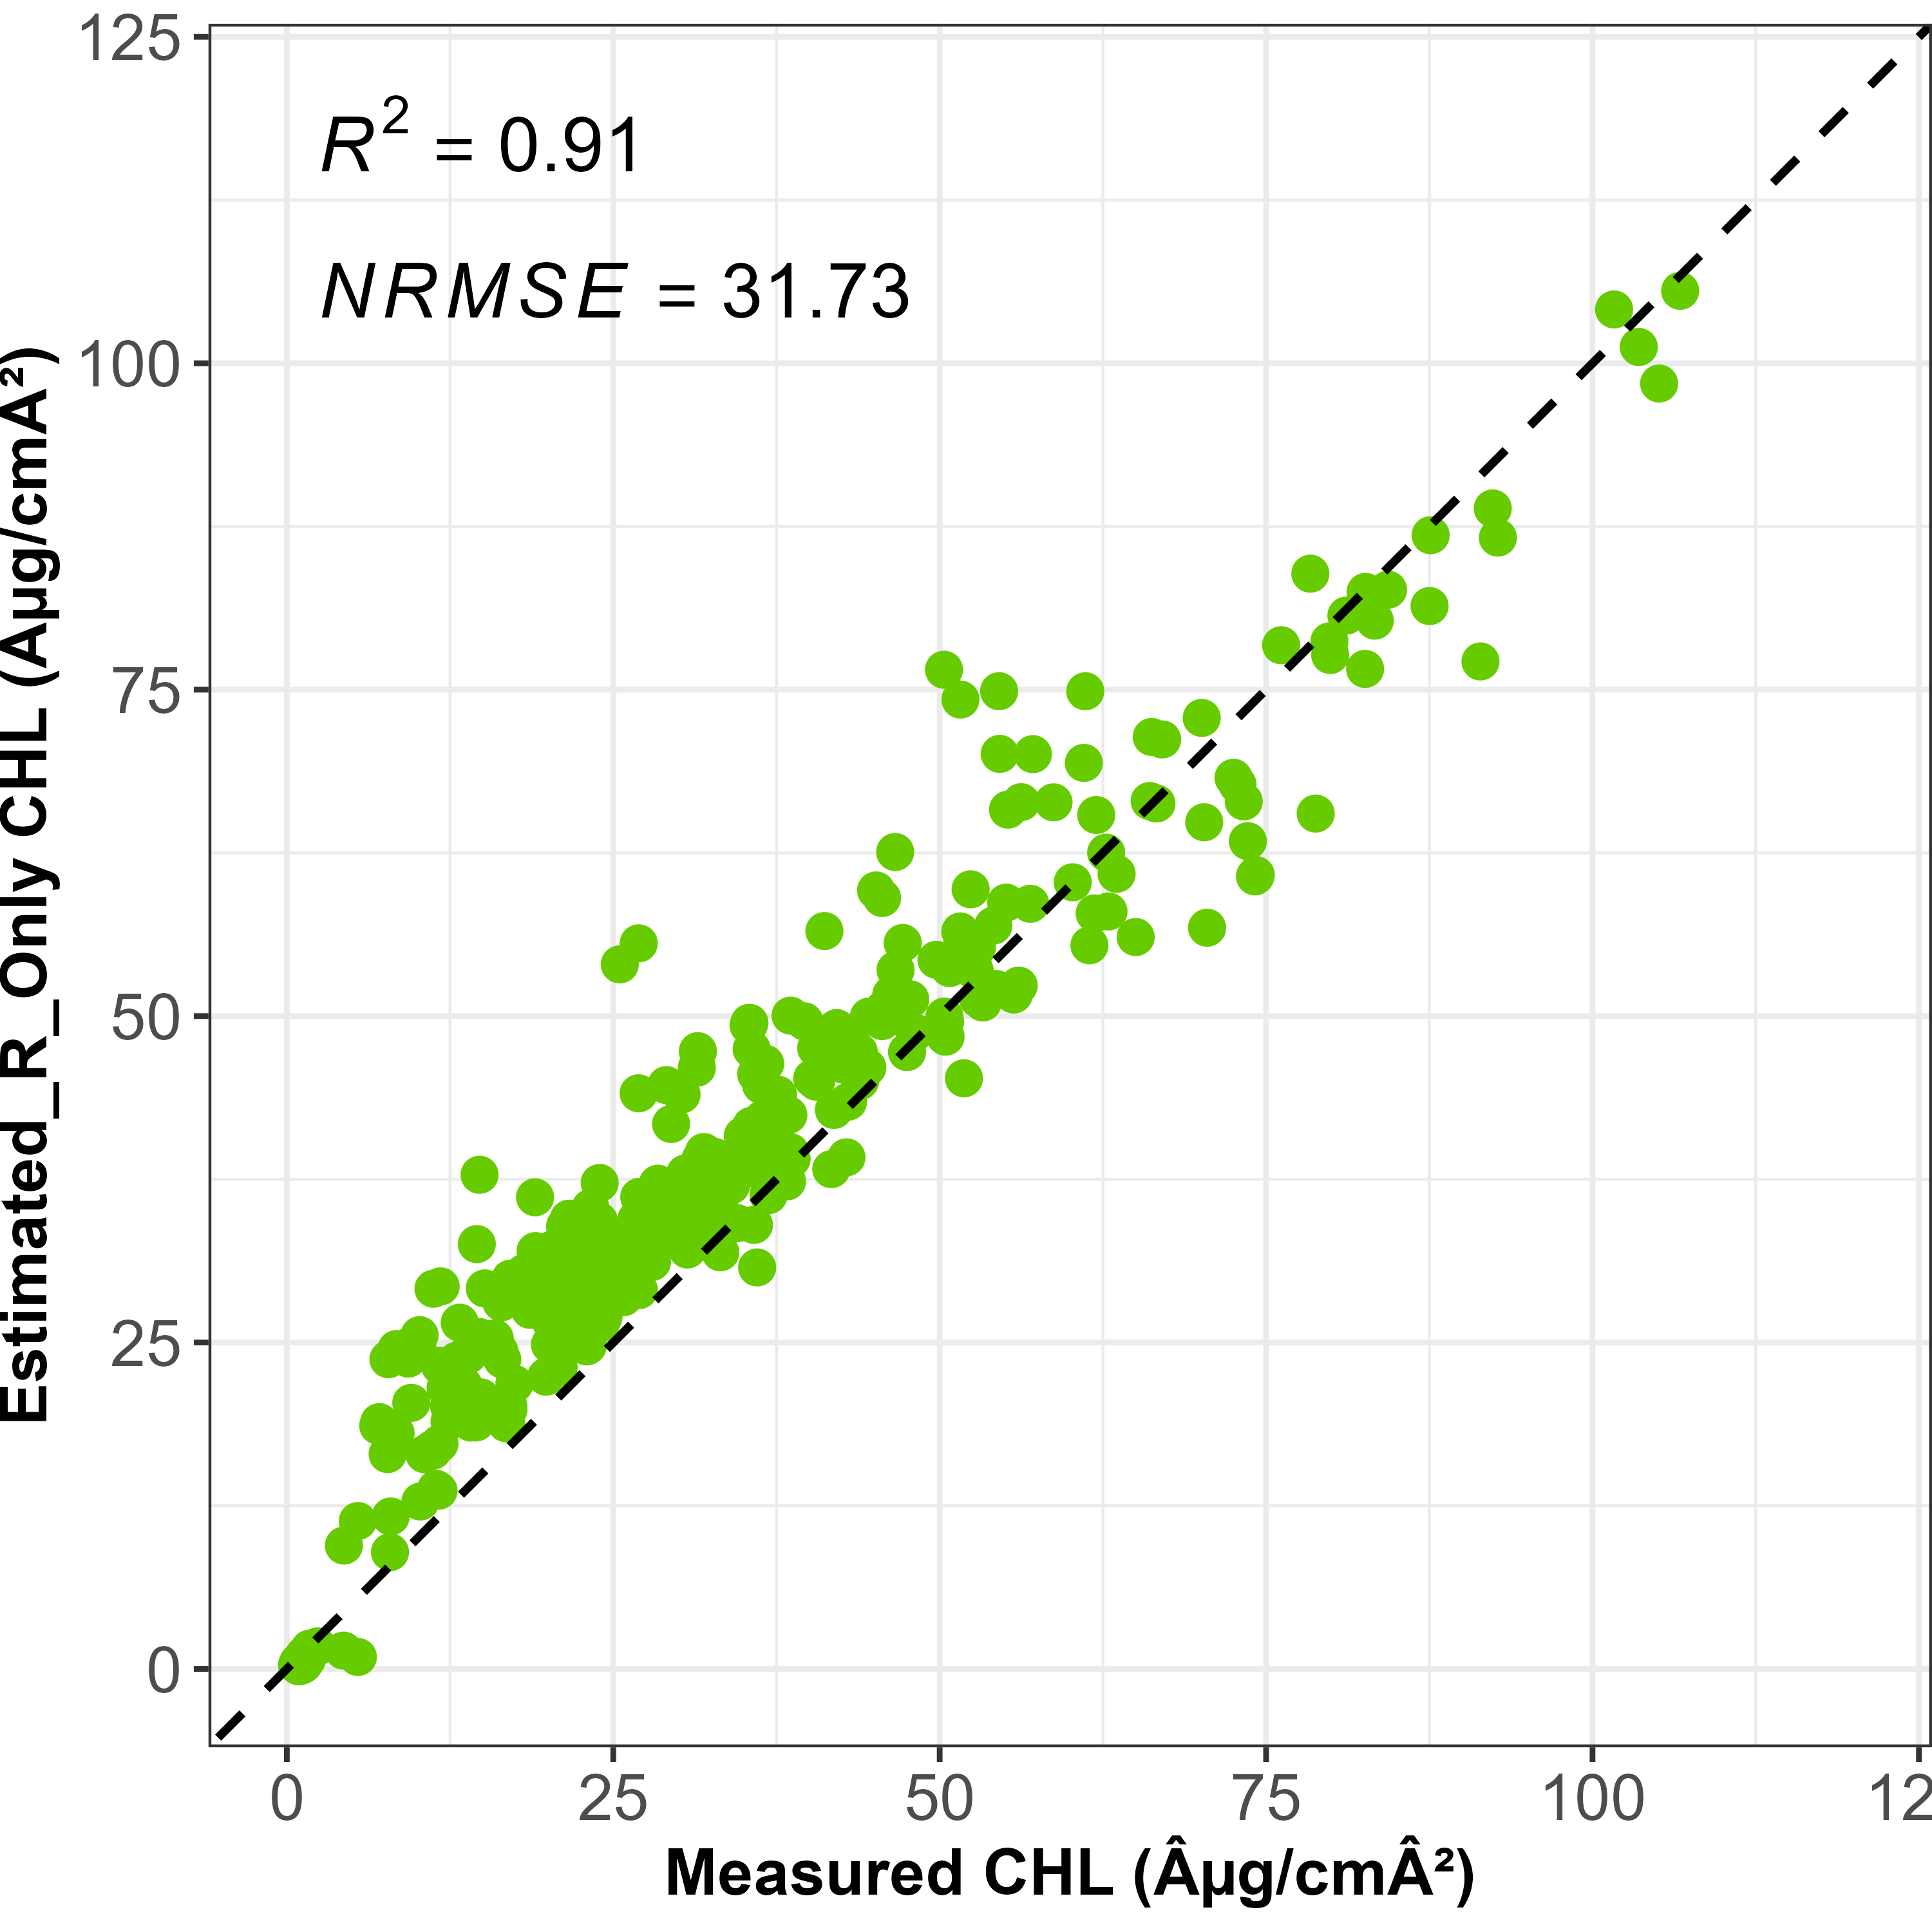 125
R² = 0.91
NRMSE = 31.73
100
75
50
25
0
Estimated_R_Only CHL (Âµg/cmÂ²)
0 25 50 75 100 12
Measured CHL (Âµg/cmÂ²)